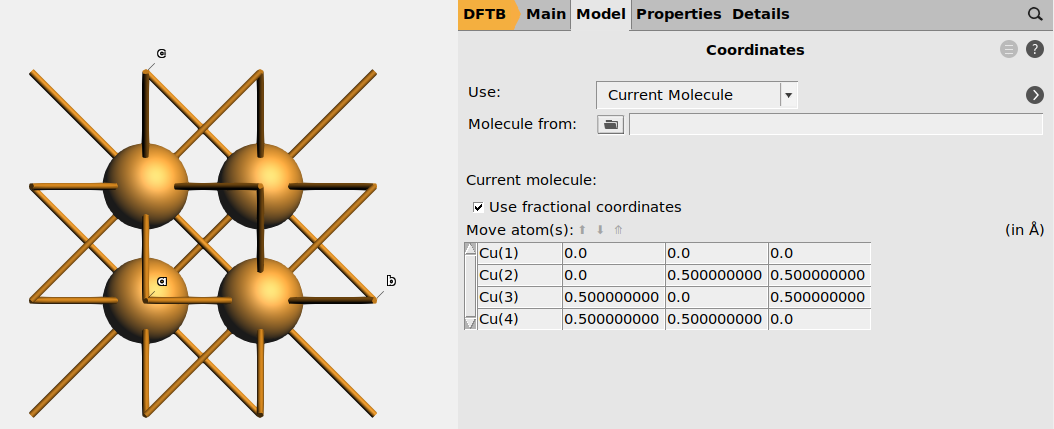 c
a
b
DFTB Main Model Properties Details
Coordinates
?
Use: Current Molecule
Molecule from:
Current molecule:
Use fractional coordinates
Move atom(s): (in Å)
Cu(1) 0.0 0.0 0.0
Cu(2) 0.0 0.500000000 0.500000000
Cu(3) 0.500000000 0.0 0.500000000
Cu(4) 0.500000000 0.500000000 0.0